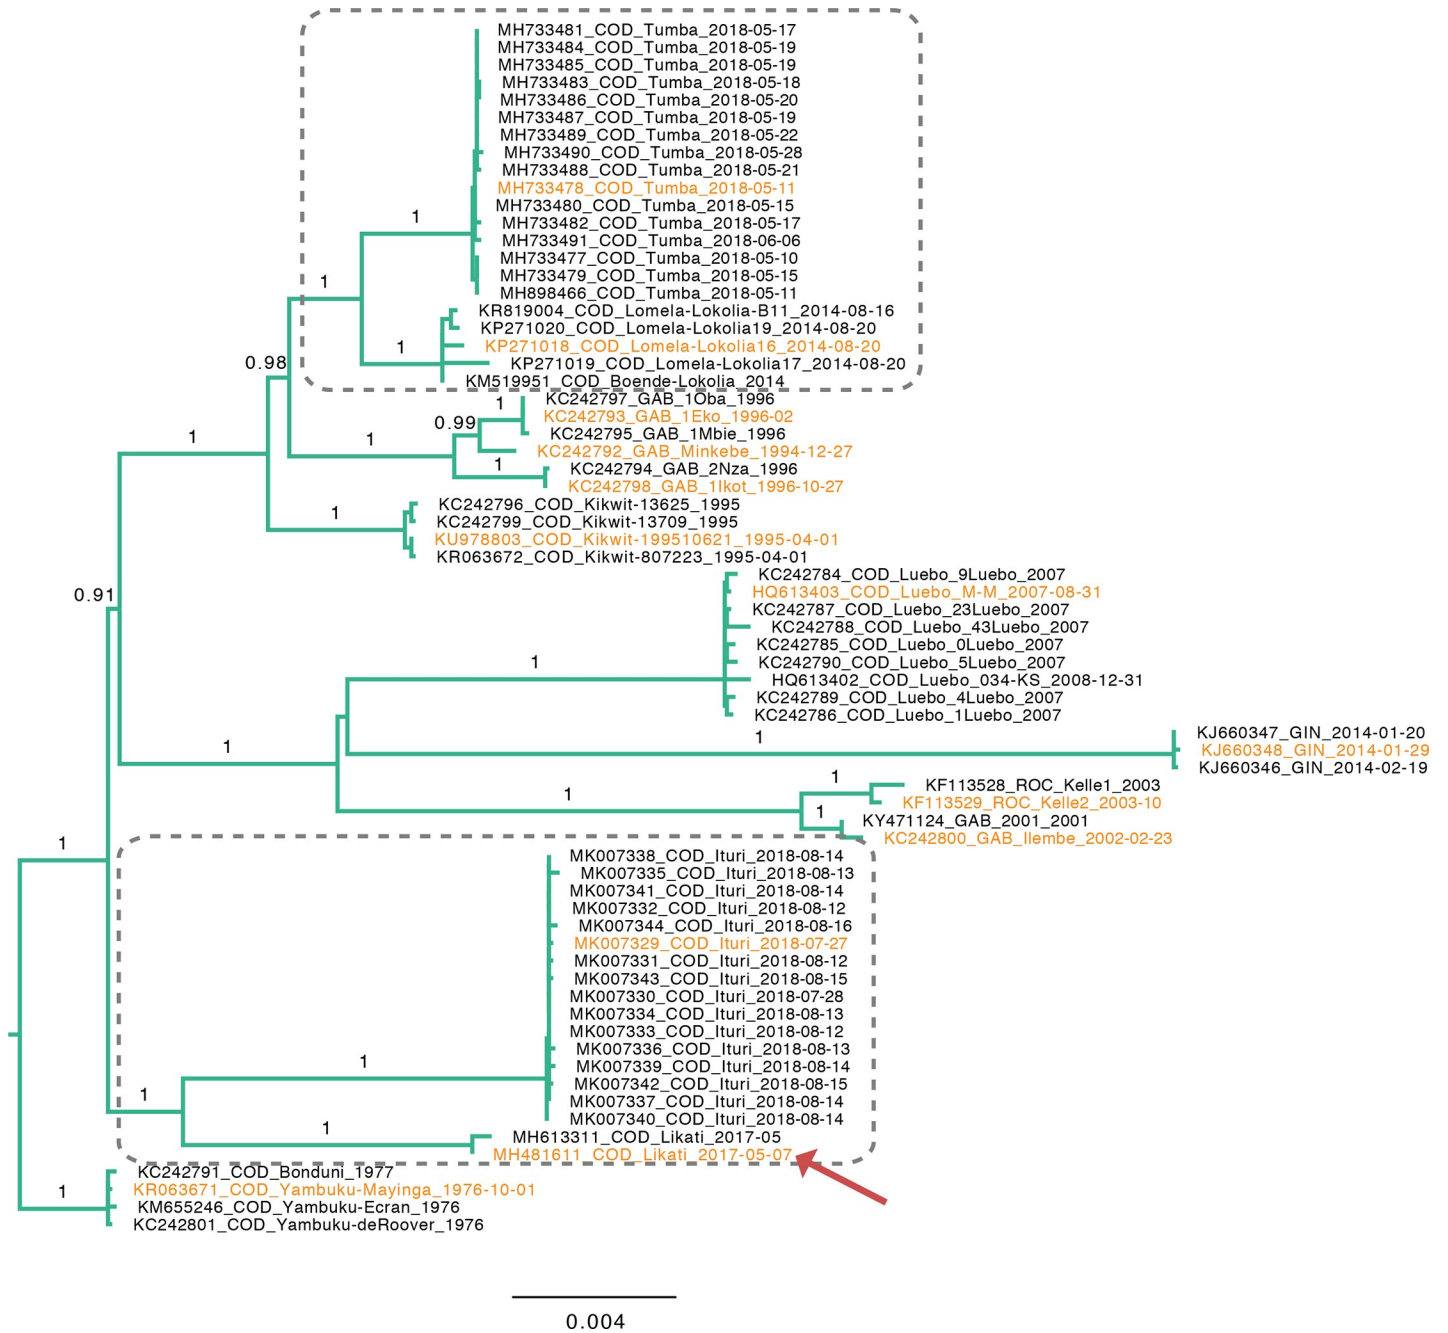 MH733481_COD_Tumba_2018-05-17
MH733484_COD_Tumba_2018-05-19
MH733485_COD_Tumba_2018-05-19
MH733483_COD_Tumba_2018-05-18
MH733486_COD_Tumba_2018-05-20
MH733487_COD_Tumba_2018-05-19
MH733489_COD_Tumba_2018-05-22
MH733490_COD_Tumba_2018-05-28
MH733488_COD_Tumba_2018-05-21
MH733478_COD_Tumba_2018-05-11
MH733480_COD_Tumba_2018-05-15
1
MH733482_COD_Tumba_2018-05-17
MH733491_COD_Tumba_2018-06-06
MH733477_COD_Tumba_2018-05-10
MH733479_COD_Tumba_2018-05-15
1
MH898466_COD_Tumba_2018-05-11
KR819004_COD_Lomela-Lokolia-B11_2014-08-16
KP271020_COD_Lomela-Lokolia19_2014-08-20
1
KP271018_COD_Lomela-Lokolia16_2014-08-20
0.98
KP271019_COD_Lomela-Lokolia17_2014-08-20
KM519951_COD_Boende-Lokolia_2014
1
KC242797_GAB_1Oba_1996
KC242793_GAB_1Eko_1996-02
0.99
1
1
KC242795_GAB_1Mbie_1996
KC242792_GAB_Minkebe_1994-12-27
1
KC242794_GAB_2Nza_1996
KC242798_GAB_1Ikot_1996-10-27
KC242796_COD_Kikwit-13625_1995
1
KC242799_COD_Kikwit-13709_1995
KU978803_COD_Kikwit-199510621_1995-04-01
KR063672_COD_Kikwit-807223_1995-04-01
KC242784_COD_Luebo_9Luebo_2007
0.91
HQ613403_COD_Luebo_M-M_2007-08-31
KC242787_COD_Luebo_23Luebo_2007
KC242788_COD_Luebo_43Luebo_2007
KC242785_COD_Luebo_0Luebo_2007
1
KC242790_COD_Luebo_5Luebo_2007
HQ613402_COD_Luebo_034-KS_2008-12-31
KC242789_COD_Luebo_4Luebo_2007
KC242786_COD_Luebo_1Luebo_2007
1
1
KJ660347_GIN_2014-01-20
KJ660348_GIN_2014-01-29
KJ660346_GIN_2014-02-19
1
1
KF113528_ROC_Kelle1_2003
KF113529_ROC_Kelle2_2003-10
1
KY471124_GAB_2001_2001
KC242800_GAB_Ilembe_2002-02-23
1
MK007338_COD_Ituri_2018-08-14
MK007335_COD_Ituri_2018-08-13
MK007341_COD_Ituri_2018-08-14
MK007332_COD_Ituri_2018-08-12
MK007344_COD_Ituri_2018-08-16
MK007329_COD_Ituri_2018-07-27
MK007331_COD_Ituri_2018-08-12
MK007343_COD_Ituri_2018-08-15
MK007330_COD_Ituri_2018-07-28
MK007334_COD_Ituri_2018-08-13
MK007333_COD_Ituri_2018-08-12
MK007336_COD_Ituri_2018-08-13
1
MK007339_COD_Ituri_2018-08-14
MK007342_COD_Ituri_2018-08-15
1
MK007337_COD_Ituri_2018-08-14
MK007340_COD_Ituri_2018-08-14
1
MH613311_COD_Likati_2017-05
MH481611_COD_Likati_2017-05-07
KC242791_COD_Bonduni_1977
1
KR063671_COD_Yambuku-Mayinga_1976-10-01
KM655246_COD_Yambuku-Ecran_1976
KC242801_COD_Yambuku-deRoover_1976
0.004